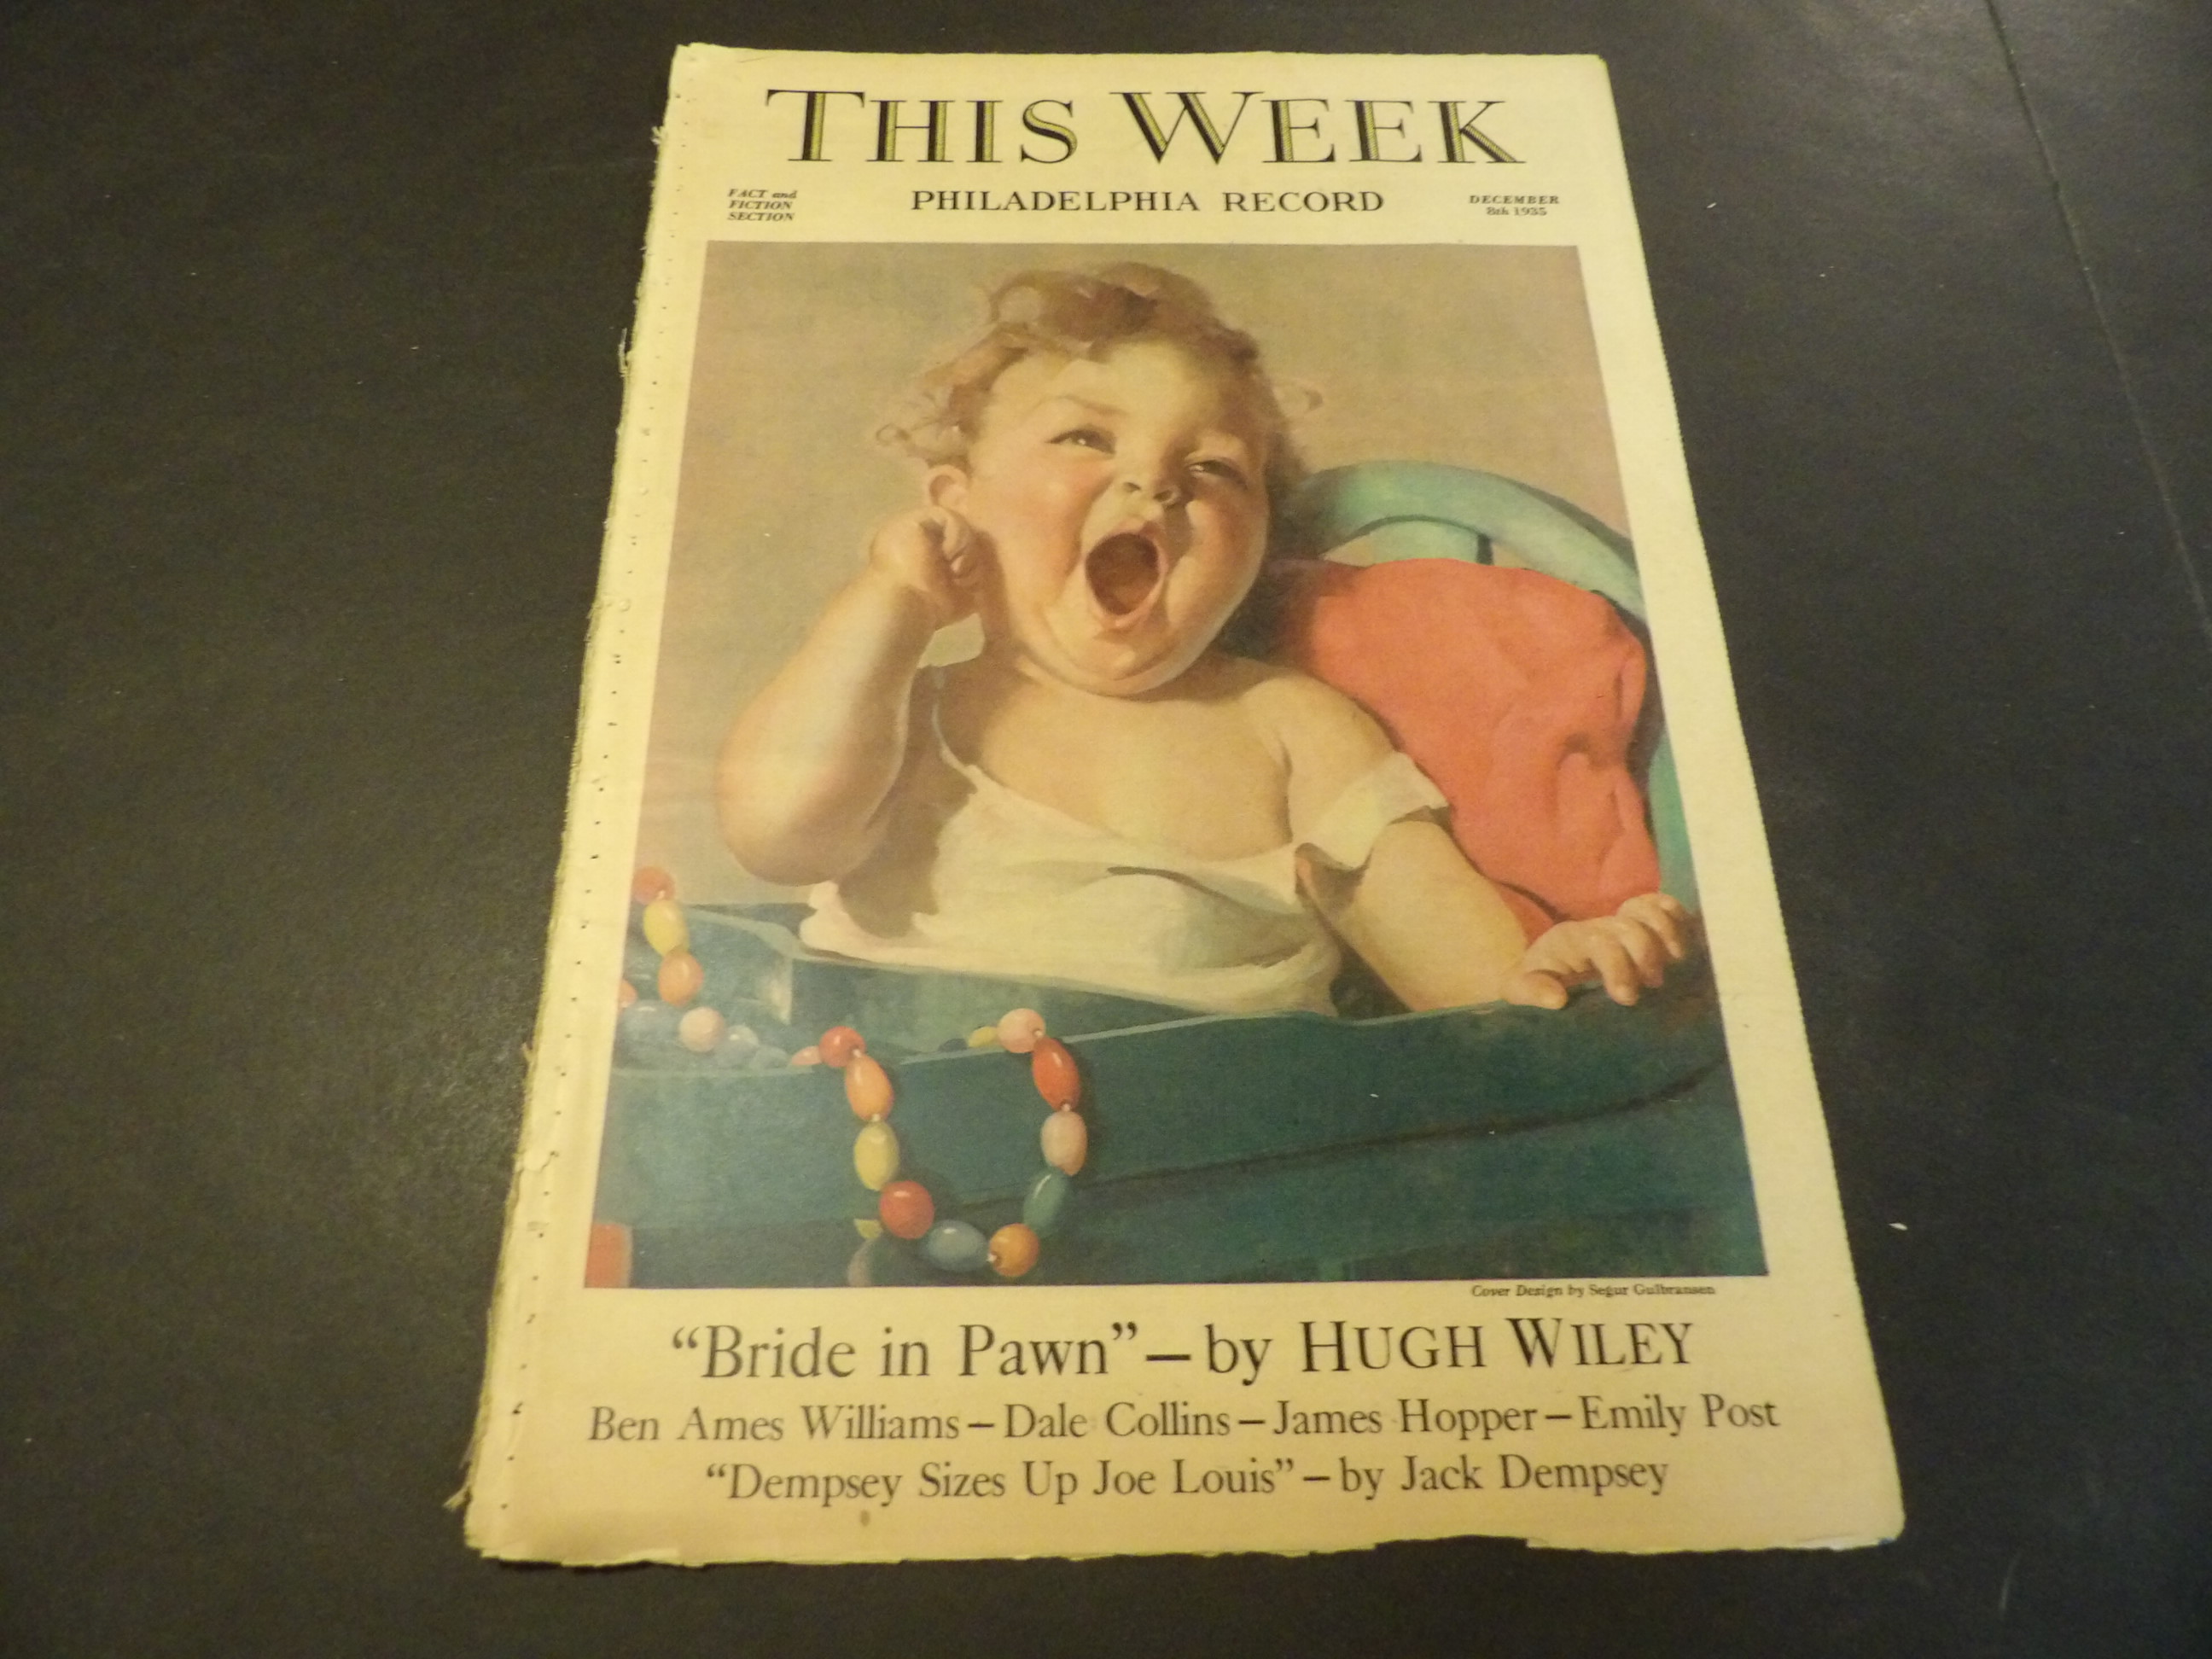 THIS WEEK
FACT and
FICTION
SECTION
PHILADELPHIA RECORD
DECEMBER
8th 1935
Cover Design by Segur Gulbransen
“Bride in Pawn” — by HUGH WILEY
Ben Ames Williams — Dale Collins — James Hopper — Emily Post
“Dempsey Sizes Up Joe Louis” — by Jack Dempsey